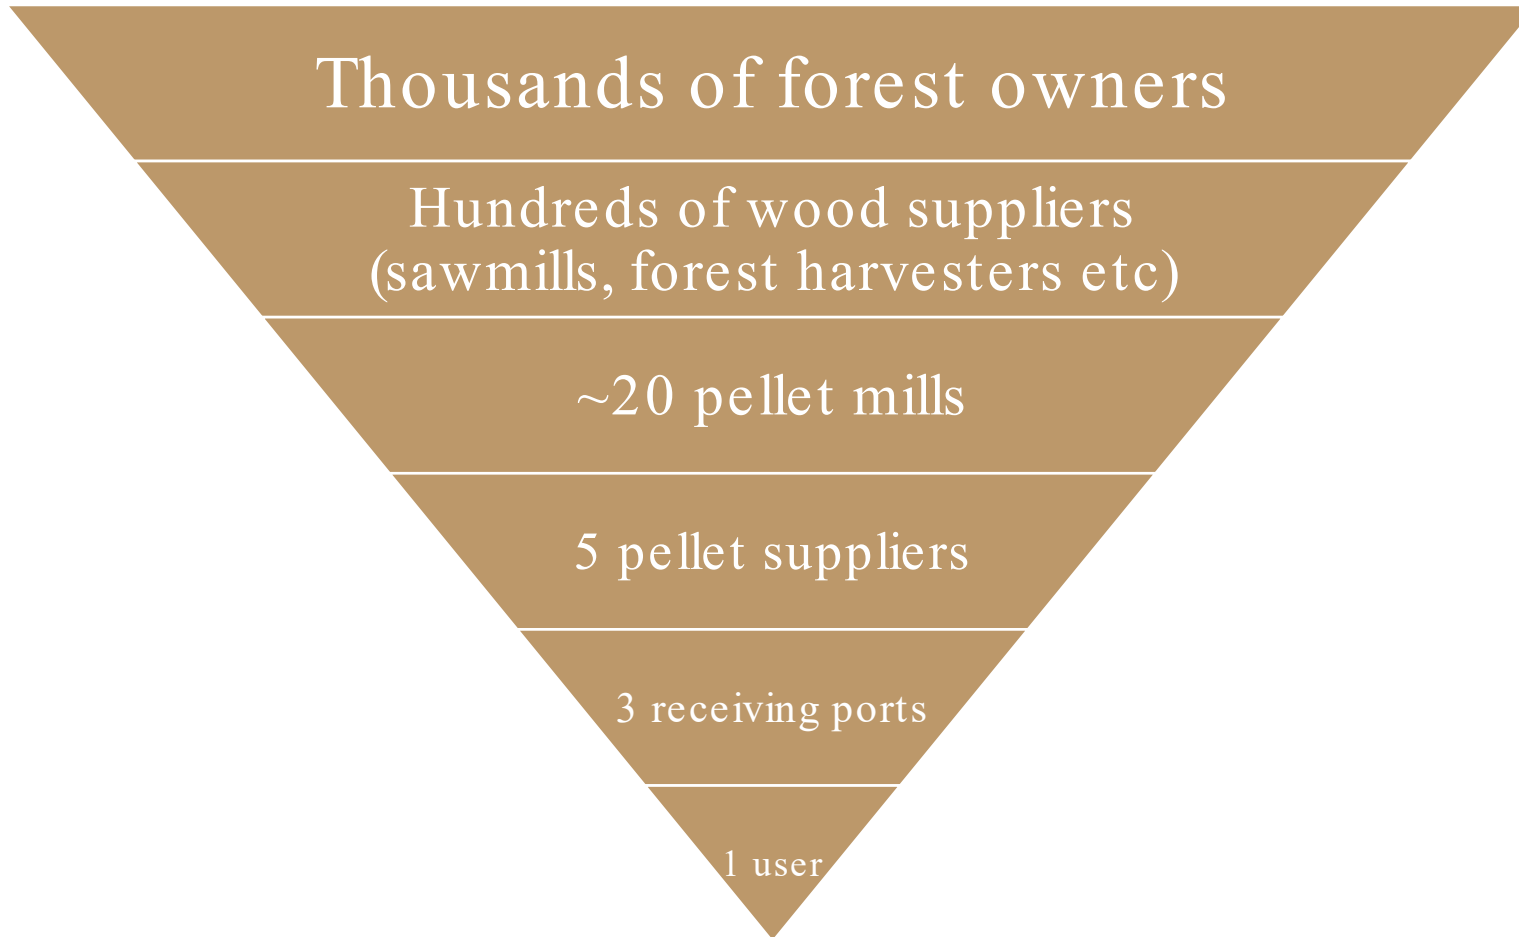 Thousands of forest owners
Hundreds of wood suppliers
(sawmills, forest harvesters etc)
~20 pellet mills
5 pellet suppliers
3 receiving ports
1 user